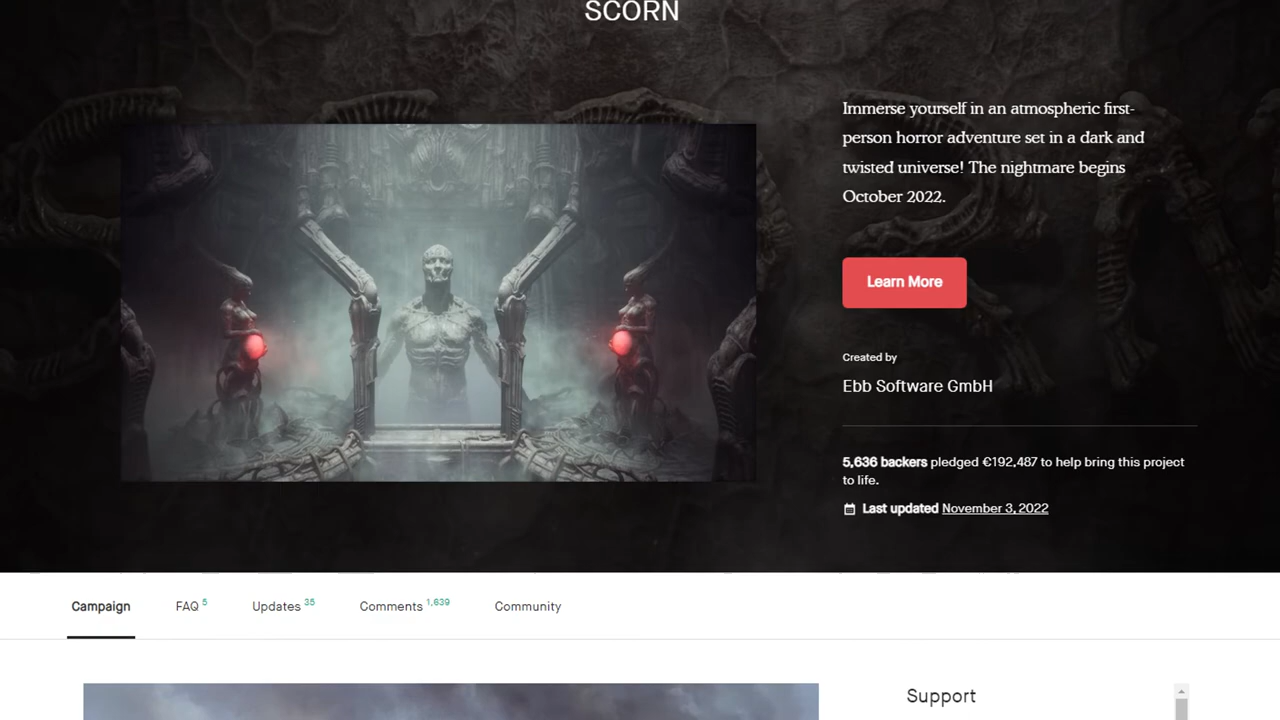 SCORN
Immerse yourself in an atmospheric first-
person horror adventure set in a dark and
twisted universe! The nightmare begins
October 2022.
Learn More
Created by
Ebb Software GmbH
5,636 backers pledged €192,487 to help bring this project
to life.
Last updated November 3, 2022
Campaign FAQ 5 Updates 35 Comments 1,639 Community
Support